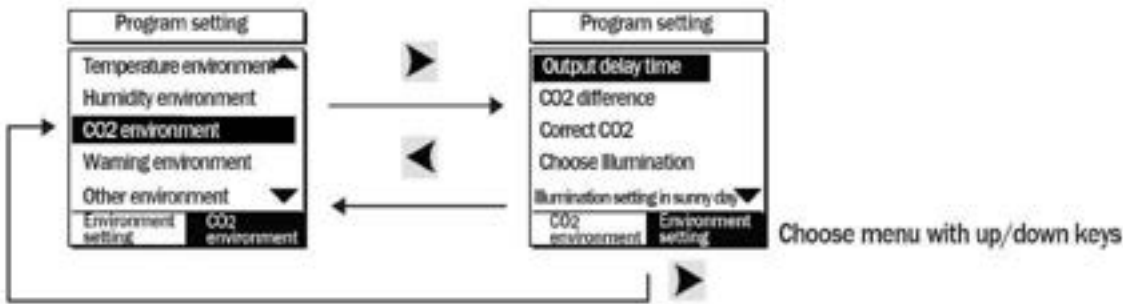 Program setting
Temperature environment
Humidity environment
CO2 environment
Warning environment
Other environment
Environment setting
CO2 environment
Program setting
Output delay time
CO2 difference
Correct CO2
Choose Illumination
Illumination setting in sunny day
CO2 environment
Environment setting
Choose menu with up/down keys